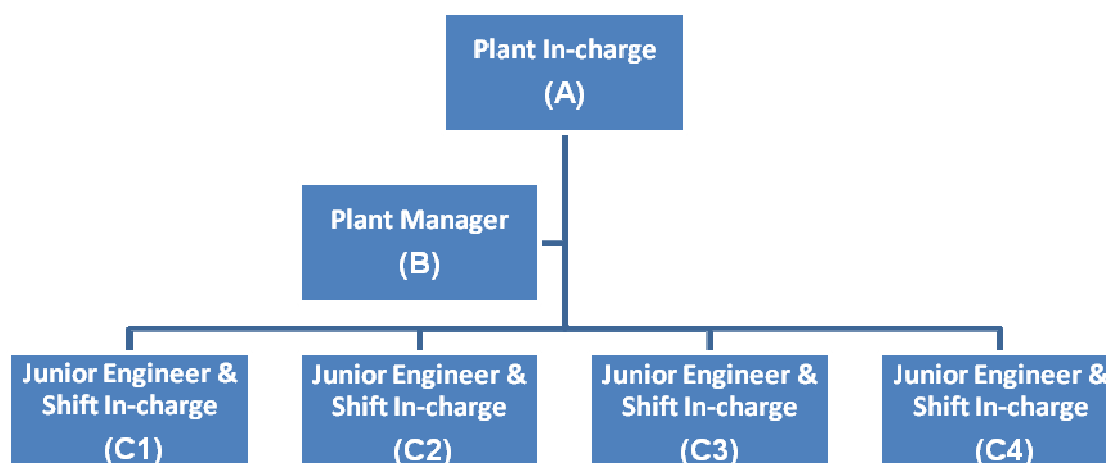 Plant In-charge
(A)
Plant Manager
(B)
Junior Engineer &
Shift In-charge
(C1)
Junior Engineer &
Shift In-charge
(C2)
Junior Engineer &
Shift In-charge
(C3)
Junior Engineer &
Shift In-charge
(C4)